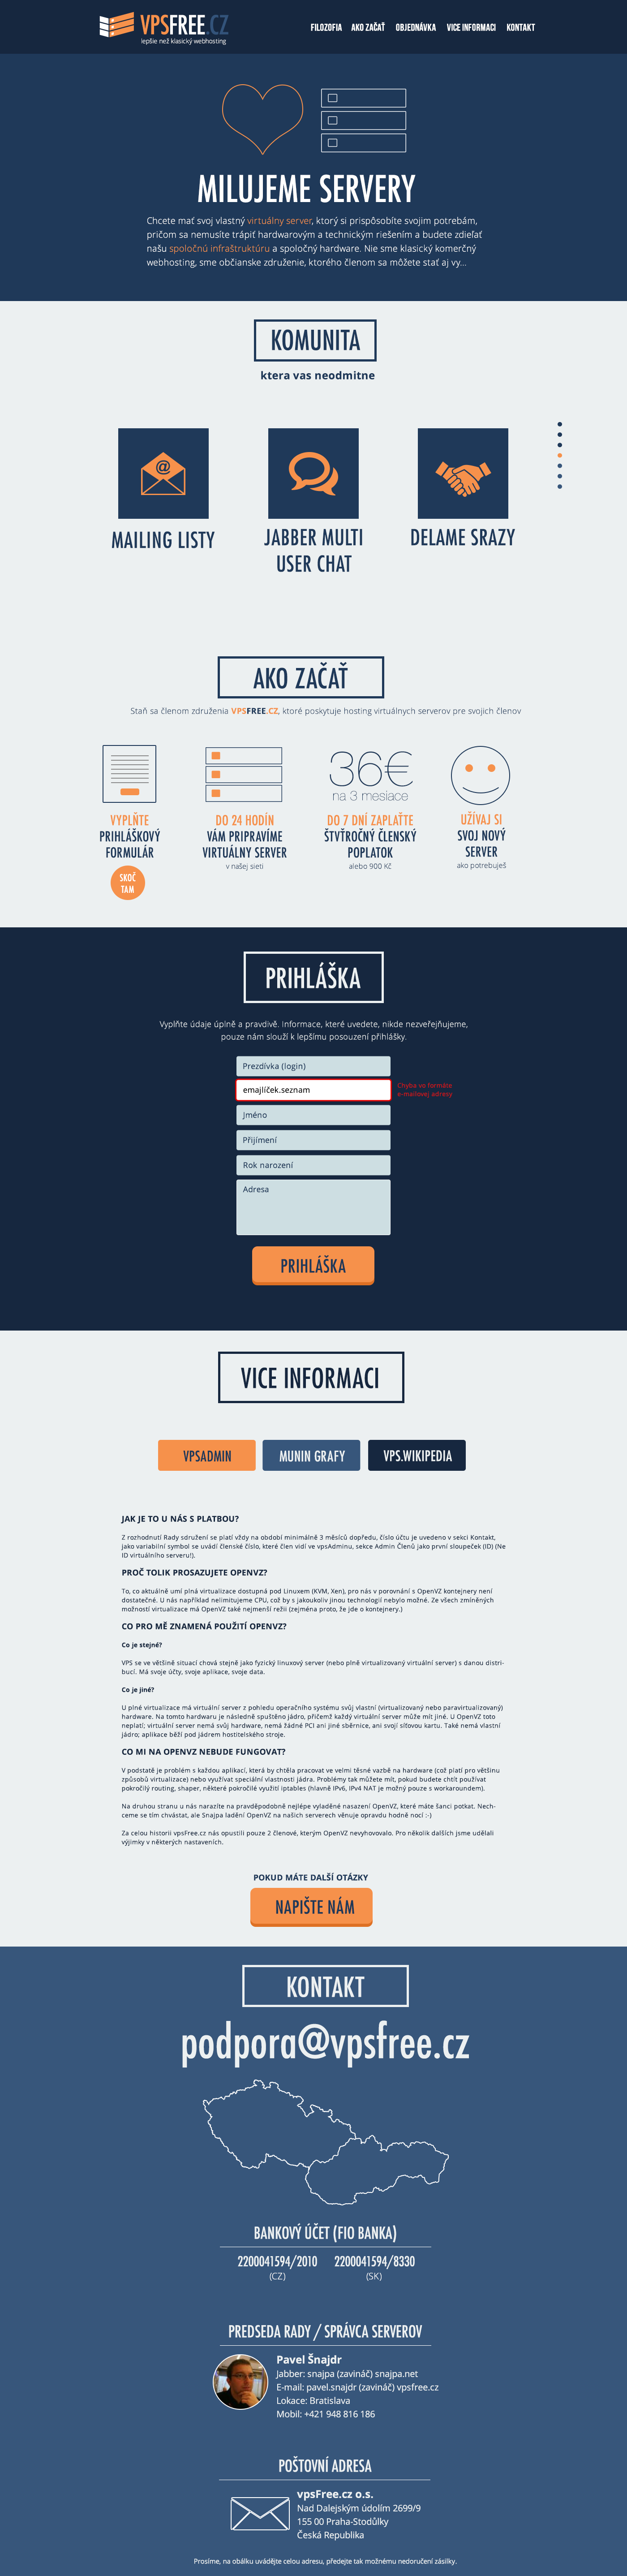 VPSFREE.CZ
lepšie než klasický webhosting
FILOZOFIA AKO ZAČAŤ OBJEDNÁVKA VICE INFORMACI KONTAKT
MILUJEME SERVERY
Chcete mať svoj vlastný virtuálny server, ktorý si prispôsobíte svojim potrebám,
pričom sa nemusíte trápiť hardwarovým a technickým riešením a budete zdieľať
našu spoločnú infraštruktúru a spoločný hardware. Nie sme klasický komerčný
webhosting, sme občianske združenie, ktorého členom sa môžete stať aj vy...
KOMUNITA
ktera vas neodmitne
MAILING LISTY
JABBER MULTI
USER CHAT
DELAME SRAZY
AKO ZAČAŤ
Staň sa členom združenia VPSFREE.CZ, ktoré poskytuje hosting virtuálnych serverov pre svojich členov
VYPLŇTE
PRIHLÁŠKOVÝ
FORMULÁR
SKOČ
TAM
DO 24 HODÍN
VÁM PRIPRAVÍME
VIRTUÁLNY SERVER
v našej sieti
36€
na 3 mesiace
DO 7 DNÍ ZAPLAŤTE
ŠTVŤROČNÝ ČLENSKÝ
POPLATOK
alebo 900 Kč
UŽÍVAJ SI
SVOJ NOVÝ
SERVER
ako potrebuješ
PRIHLÁŠKA
Vyplňte údaje úplně a pravdivě. Informace, které uvedete, nikde nezveřejňujeme,
pouze nám slouží k lepšímu posouzení přihlášky.
Prezdívka (login)
emajlíček.seznam
Chyba vo formáte
e-mailovej adresy
Jméno
Přijímení
Rok narození
Adresa
PRIHLÁŠKA
VICE INFORMACI
VPSADMIN
MUNIN GRAFY
VPS.WIKIPEDIA
JAK JE TO U NÁS S PLATBOU?
Z rozhodnutí Rady sdružení se platí vždy na období minimálně 3 měsíců dopředu, číslo účtu je uvedeno v sekci Kontakt,
jako variabilní symbol se uvádí členské číslo, které člen vidí ve vpsAdminu, sekce Admin Členů jako první sloupeček (ID) (Ne
ID virtuálního serveru!).
PROČ TOLIK PROSAZUJETE OPENVZ?
To, co aktuálně umí plná virtualizace dostupná pod Linuxem (KVM, Xen), pro nás v porovnání s OpenVZ kontejnery není
dostatečné. U nás například nelimitujeme CPU, což by s jakoukoliv jinou technologií nebylo možné. Ze všech zmíněných
možností virtualizace má OpenVZ také nejmenší režii (zejména proto, že jde o kontejnery.)
CO PRO MĚ ZNAMENÁ POUŽITÍ OPENVZ?
Co je stejné?
VPS se ve většině situací chová stejně jako fyzický linuxový server (nebo plně virtualizovaný virtuální server) s danou distri-
bucí. Má svoje účty, svoje aplikace, svoje data.
Co je jiné?
U plné virtualizace má virtuální server z pohledu operačního systému svůj vlastní (virtualizovaný nebo paravirtualizovaný)
hardware. Na tomto hardwaru je následně spuštěno jádro, přičemž každý virtuální server může mít jiné. U OpenVZ toto
neplatí; virtuální server nemá svůj hardware, nemá žádné PCI ani jiné sběrnice, ani svojí síťovou kartu. Také nemá vlastní
jádro; aplikace běží pod jádrem hostitelského stroje.
CO MI NA OPENVZ NEBUDE FUNGOVAT?
V podstatě je problém s každou aplikací, která by chtěla pracovat ve velmi těsné vazbě na hardware (což platí pro většinu
způsobů virtualizace) nebo využívat speciální vlastnosti jádra. Problémy tak můžete mít, pokud budete chtít používat
pokročilý routing, shaper, některé pokročilé využití iptables (hlavně IPv6, IPv4 NAT je možný pouze s workaroundem).
Na druhou stranu u nás narazíte na pravděpodobně nejlépe vyladěné nasazení OpenVZ, které máte šanci potkat. Nech-
ceme se tím chvástat, ale Snajpa ladění OpenVZ na našich serverech věnuje opravdu hodně nocí :-)
Za celou historii vpsFree.cz nás opustili pouze 2 členové, kterým OpenVZ nevyhovovalo. Pro několik dalších jsme udělali
výjimky v některých nastaveních.
POKUD MÁTE DALŠÍ OTÁZKY
NAPIŠTE NÁM
KONTAKT
podpora@vpsfree.cz
BANKOVÝ ÚČET (FIO BANKA)
2200041594/2010 2200041594/8330
(CZ) (SK)
PREDSEDA RADY / SPRÁVCA SERVEROV
Pavel Šnajdr
Jabber: snajpa (zavináč) snajpa.net
E-mail: pavel.snajdr (zavináč) vpsfree.cz
Lokace: Bratislava
Mobil: +421 948 816 186
POŠTOVNÍ ADRESA
vpsFree.cz o.s.
Nad Dalejským údolím 2699/9
155 00 Praha-Stodůlky
Česká Republika
Prosíme, na obálku uvádějte celou adresu, předejte tak možnému nedoručení zásilky.